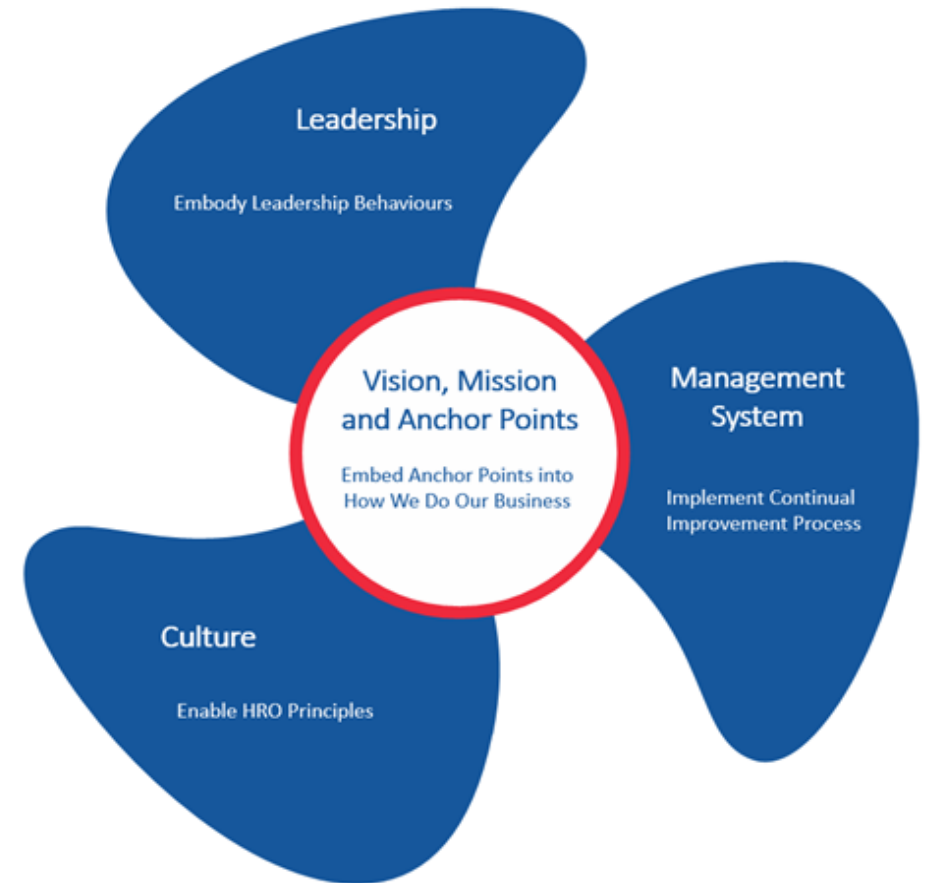 Leadership
Embody Leadership Behaviours
Vision, Mission
and Anchor Points
Embed Anchor Points into
How We Do Our Business
Management
System
Implement Continual
Improvement Process
Culture
Enable HRO Principles